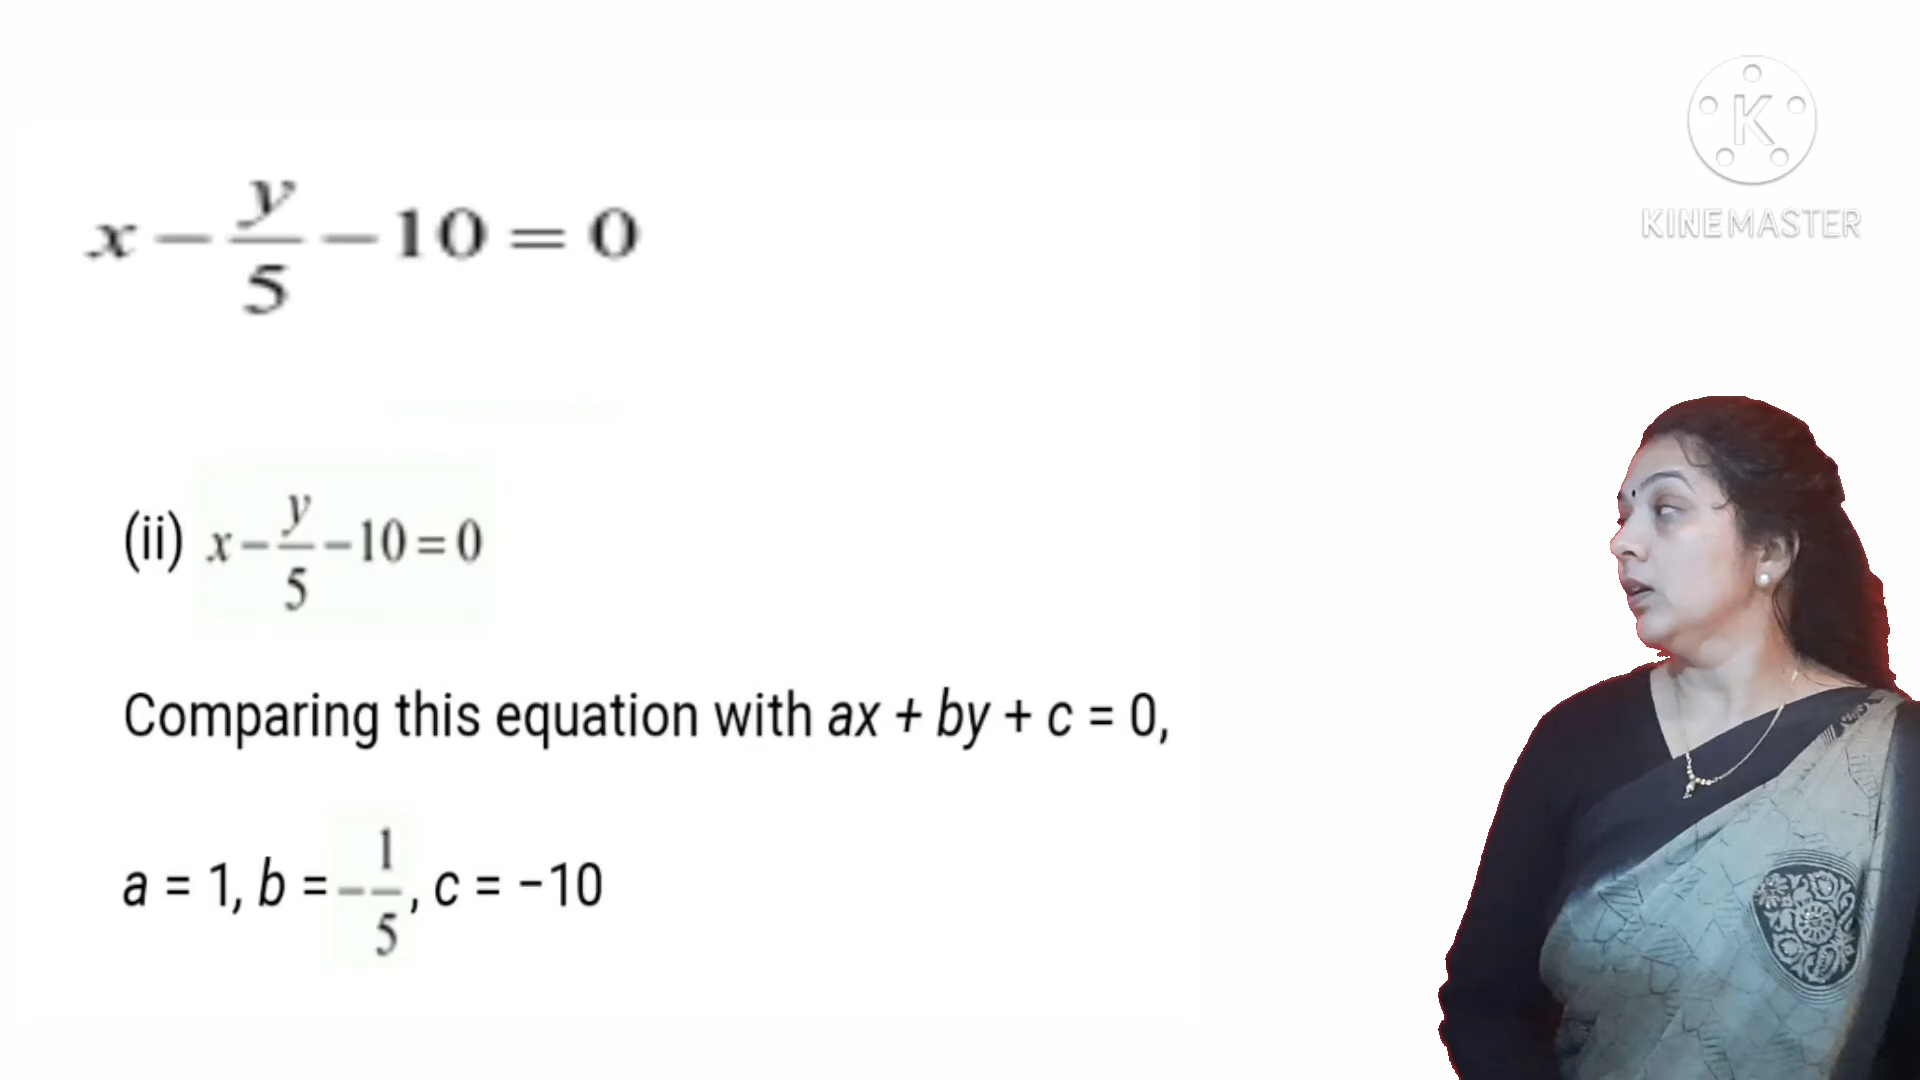 x − y/5 − 10 = 0
K
KINEMASTER
(ii) x − y/5 − 10 = 0
Comparing this equation with ax + by + c = 0,
a = 1, b = −1/5, c = −10